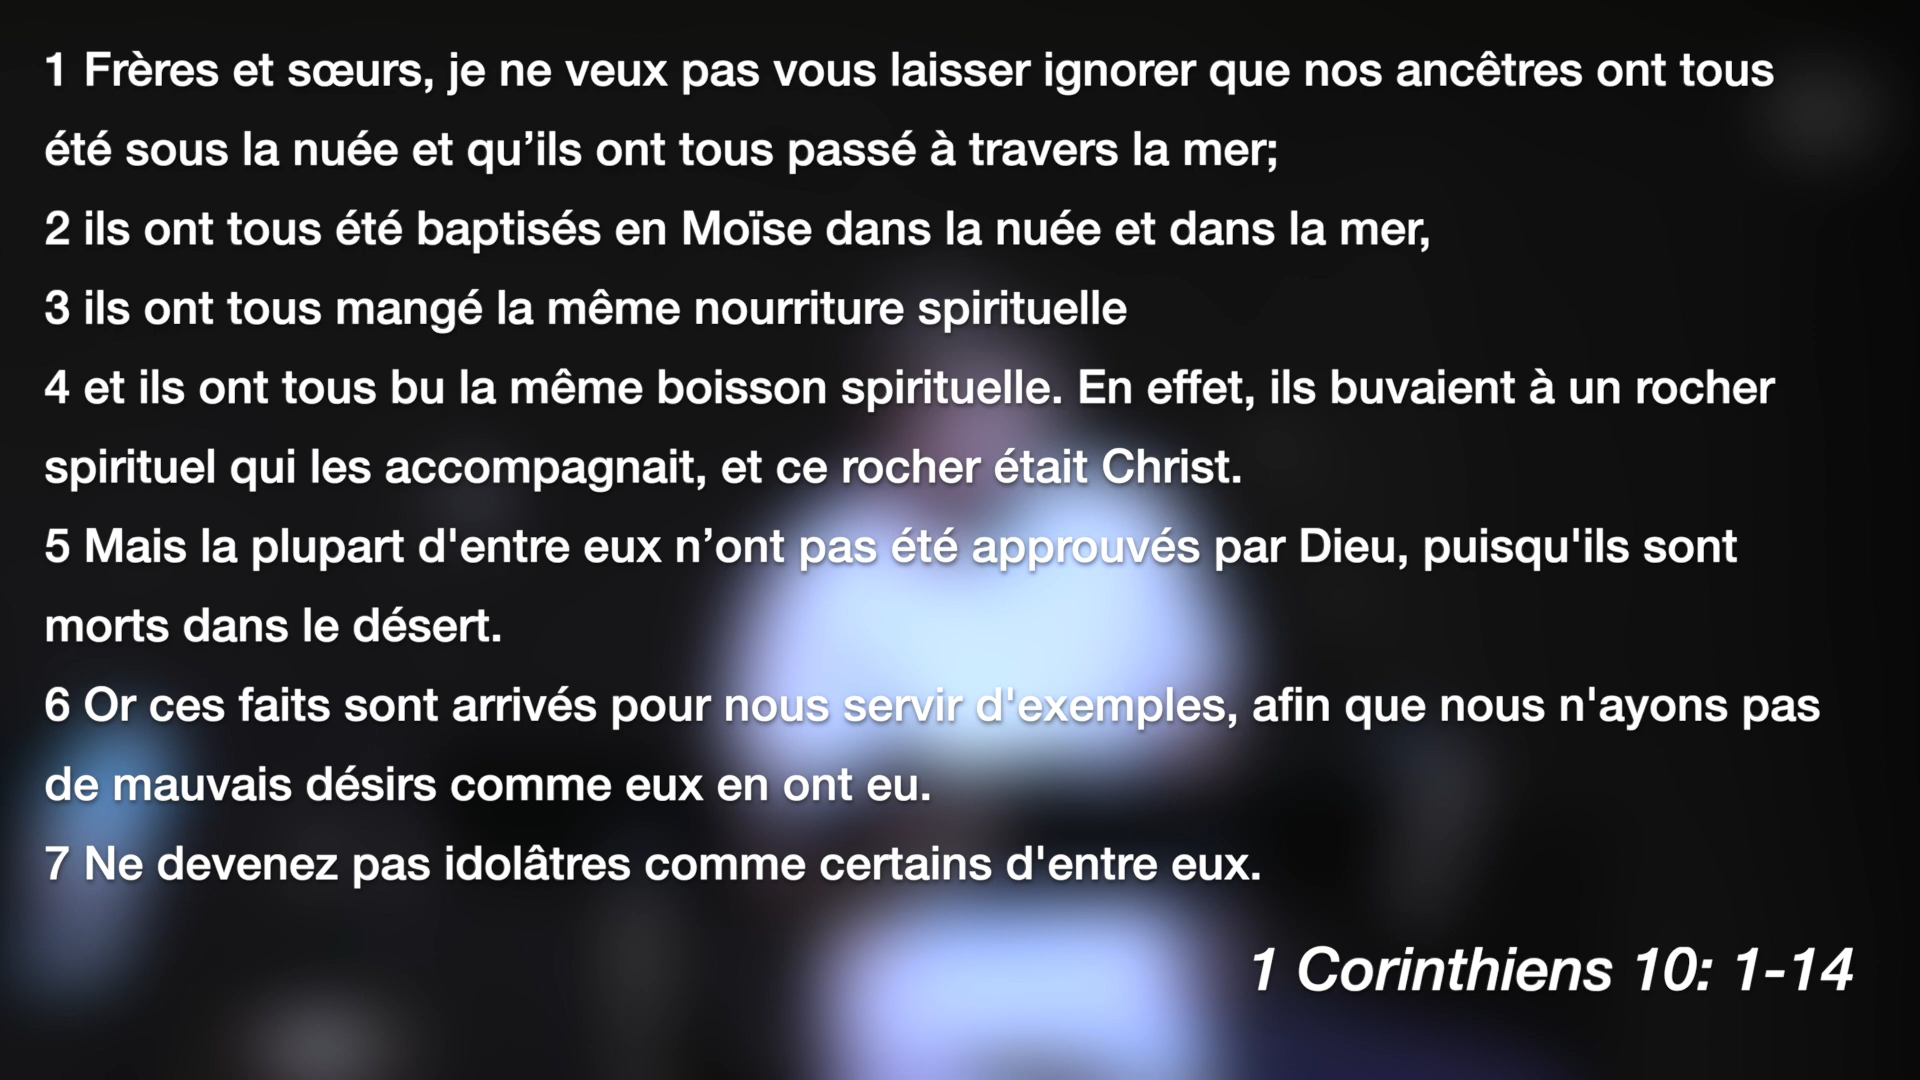 1 Frères et sœurs, je ne veux pas vous laisser ignorer que nos ancêtres ont tous
été sous la nuée et qu’ils ont tous passé à travers la mer;
2 ils ont tous été baptisés en Moïse dans la nuée et dans la mer,
3 ils ont tous mangé la même nourriture spirituelle
4 et ils ont tous bu la même boisson spirituelle. En effet, ils buvaient à un rocher
spirituel qui les accompagnait, et ce rocher était Christ.
5 Mais la plupart d'entre eux n’ont pas été approuvés par Dieu, puisqu'ils sont
morts dans le désert.
6 Or ces faits sont arrivés pour nous servir d'exemples, afin que nous n'ayons pas
de mauvais désirs comme eux en ont eu.
7 Ne devenez pas idolâtres comme certains d'entre eux.
1 Corinthiens 10: 1-14